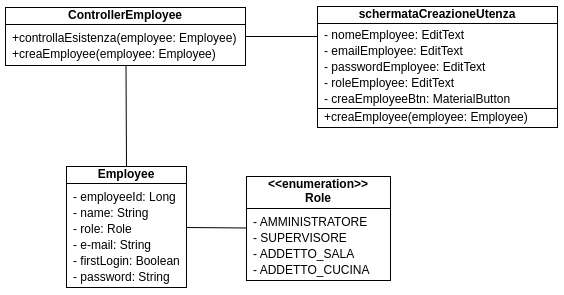 ControllerEmployee
+controllaEsistenza(employee: Employee)
+creaEmployee(employee: Employee)
schermataCreazioneUtenza
- nomeEmployee: EditText
- emailEmployee: EditText
- passwordEmployee: EditText
- roleEmployee: EditText
- creaEmployeeBtn: MaterialButton
+creaEmployee(employee: Employee)
Employee
- employeeId: Long
- name: String
- role: Role
- e-mail: String
- firstLogin: Boolean
- password: String
<<enumeration>>
Role
- AMMINISTRATORE
- SUPERVISORE
- ADDETTO_SALA
- ADDETTO_CUCINA